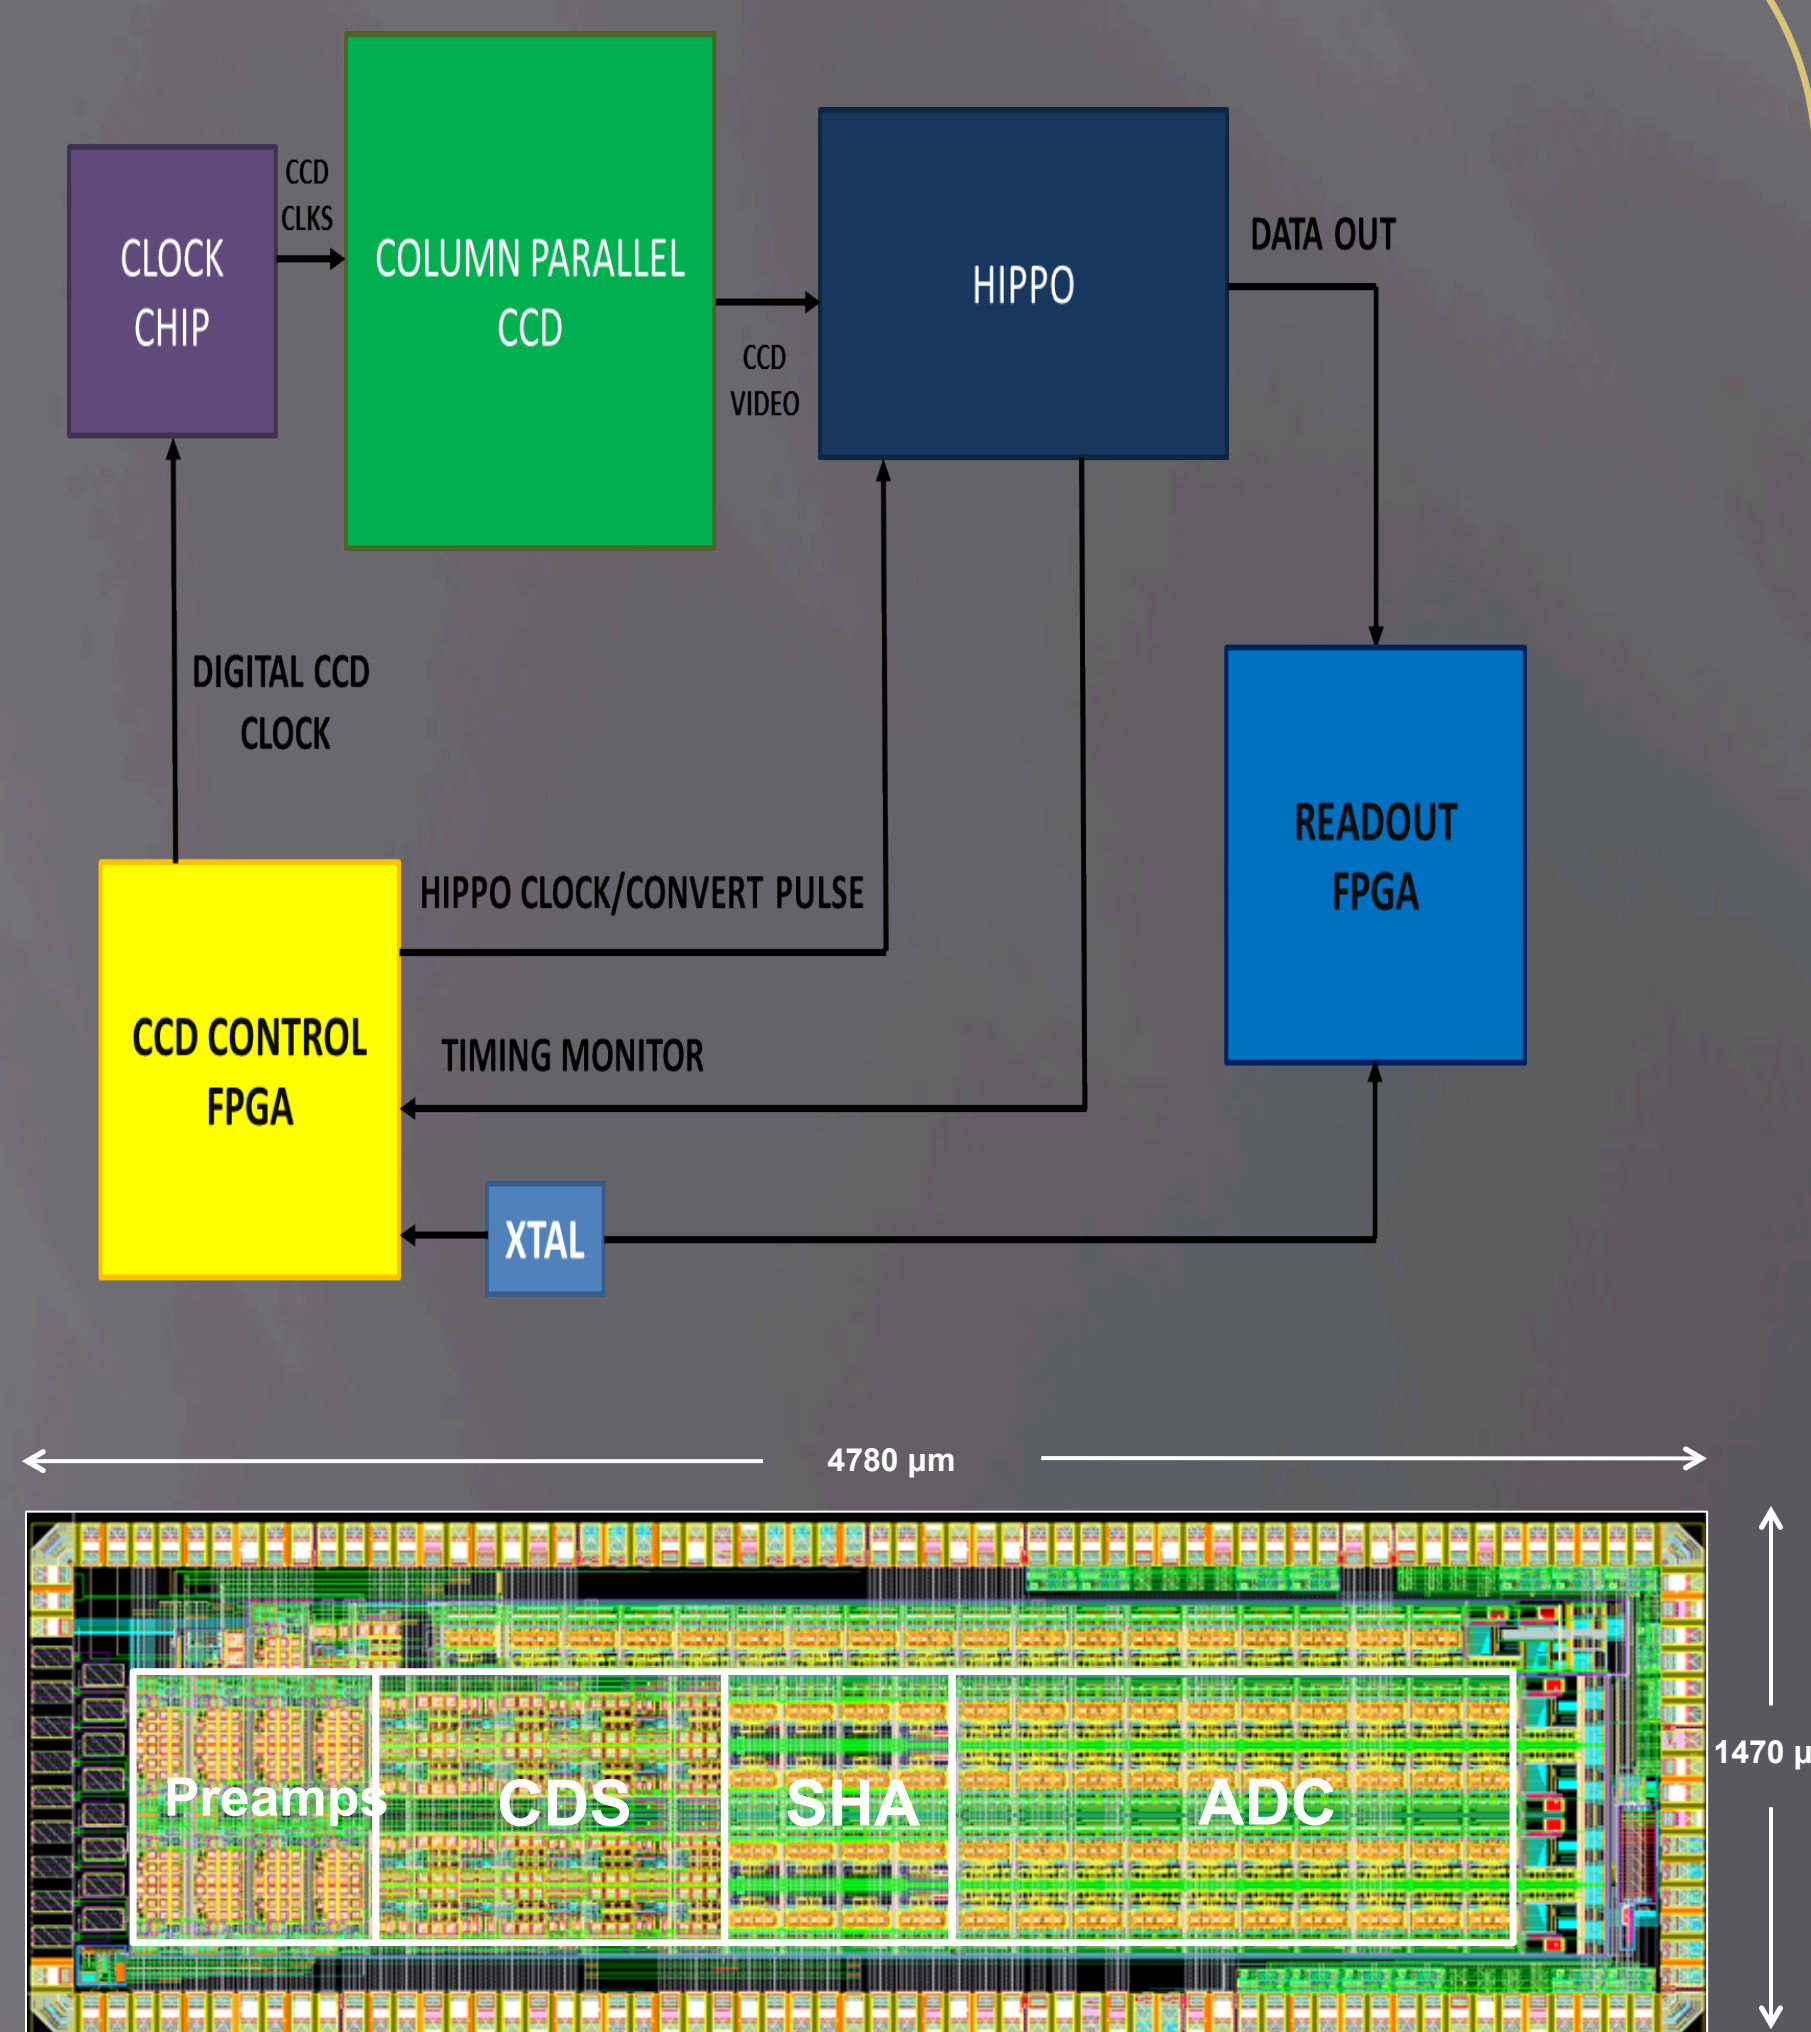 CCD
CLKS
CLOCK
CHIP
COLUMN PARALLEL
CCD
HIPPO
DATA OUT
CCD
VIDEO
DIGITAL CCD
CLOCK
READOUT
FPGA
HIPPO CLOCK/CONVERT PULSE
CCD CONTROL
FPGA
TIMING MONITOR
XTAL
4780 µm
1470 µ
Preamps
CDS
SHA
ADC